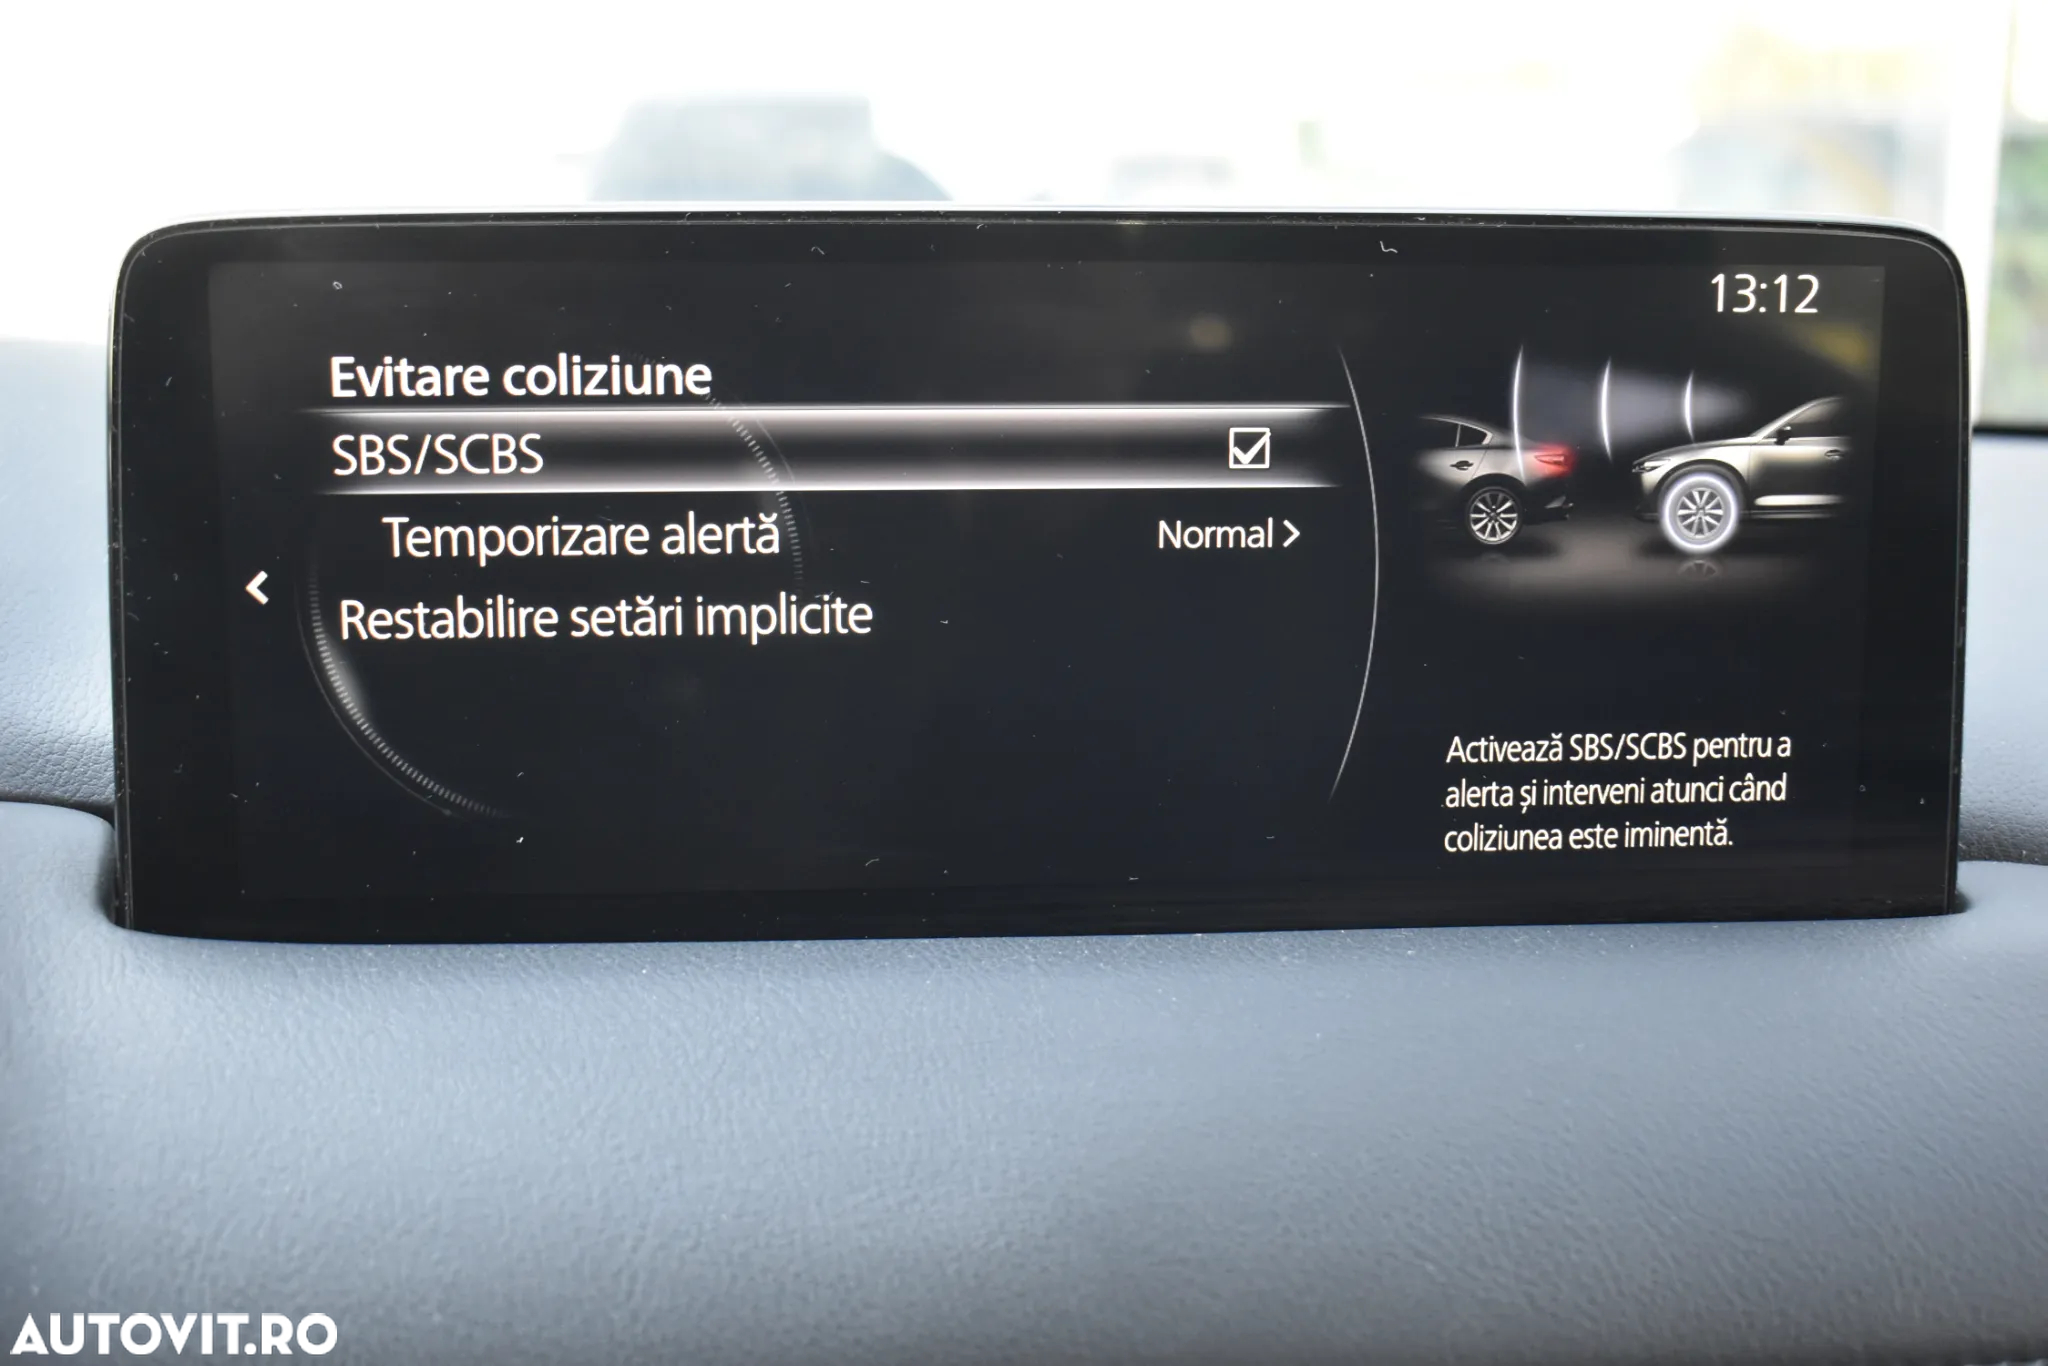 13:12
Evitare coliziune
SBS/SCBS
Temporizare alertă Normal >
Restabilire setări implicite
Activează SBS/SCBS pentru a
alerta și interveni atunci când
coliziunea este iminentă.
AUTOVIT.RO